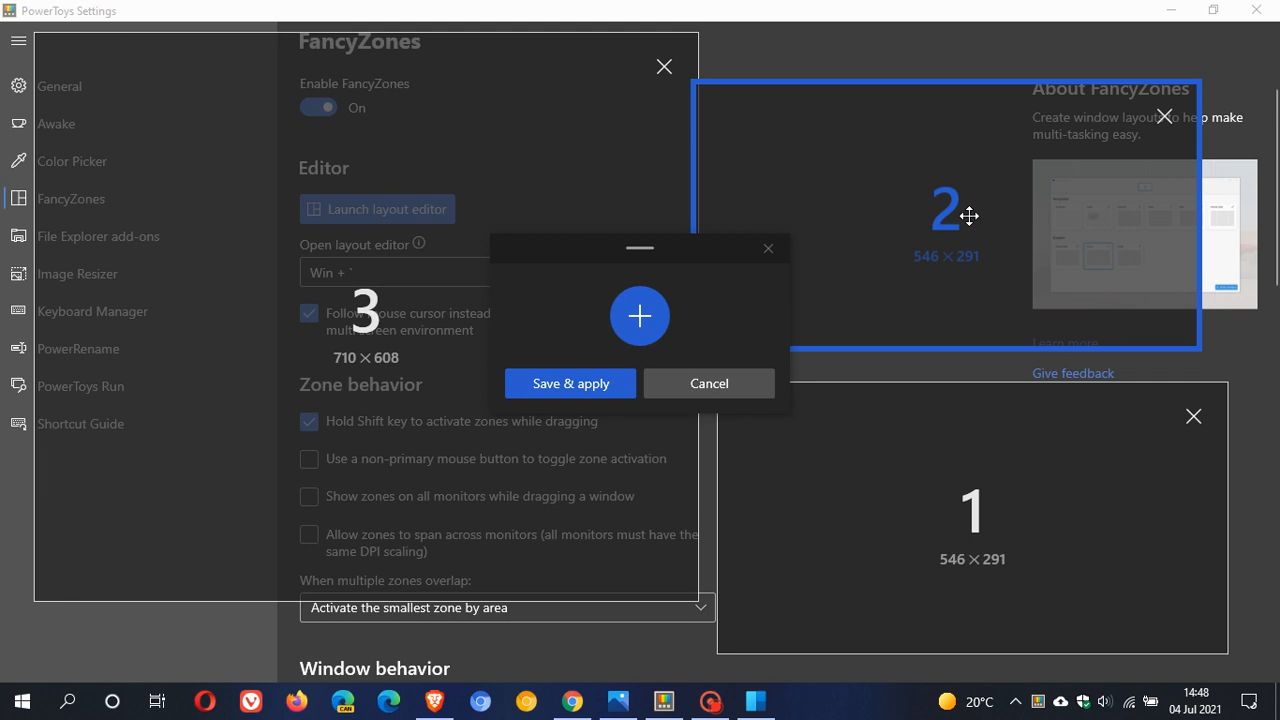 PowerToys Settings
General
Awake
Color Picker
FancyZones
File Explorer add-ons
Image Resizer
Keyboard Manager
PowerRename
PowerToys Run
Shortcut Guide
FancyZones
Enable FancyZones
On
Editor
Launch layout editor
Open layout editor
Win + `
Follow mouse cursor instead
multi screen environment
3
710 × 608
Zone behavior
Hold Shift key to activate zones while dragging
Use a non-primary mouse button to toggle zone activation
Show zones on all monitors while dragging a window
Allow zones to span across monitors (all monitors must have the
same DPI scaling)
When multiple zones overlap:
Activate the smallest zone by area
Window behavior
Save & apply
Cancel
2
546 × 291
About FancyZones
Create window layouts to help make
multi-tasking easy.
Learn more
Give feedback
1
546 × 291
CAN
20°C
14:48
04 Jul 2021